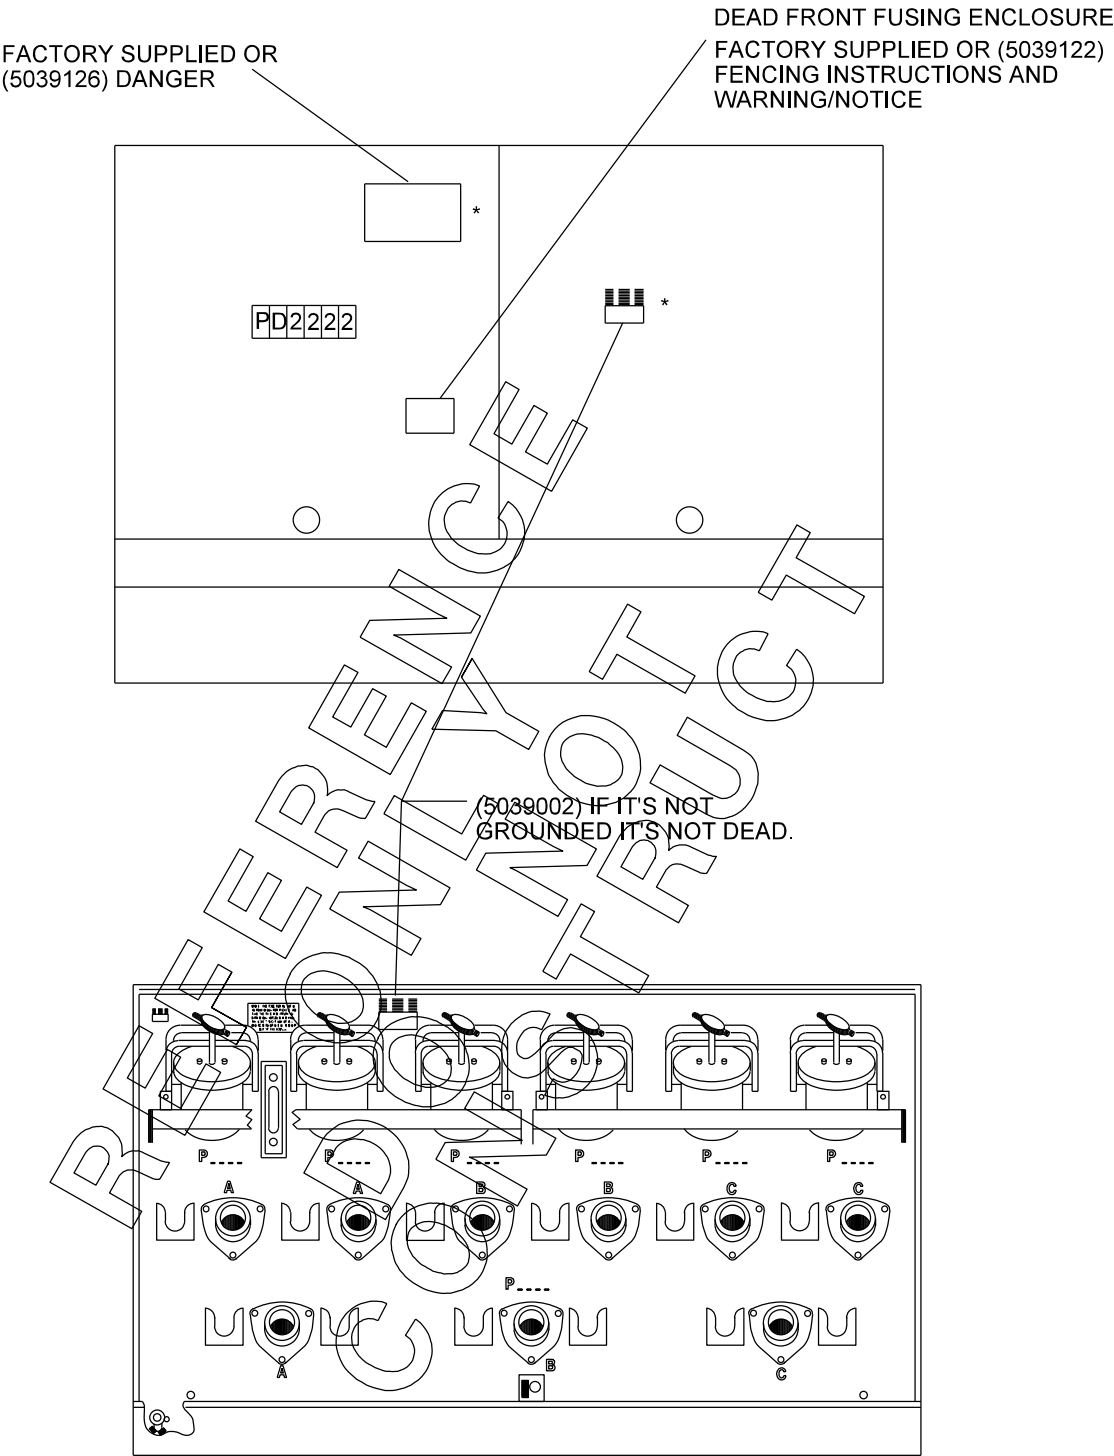 DEAD FRONT FUSING ENCLOSURE
FACTORY SUPPLIED OR (5039122)
FENCING INSTRUCTIONS AND
WARNING/NOTICE
FACTORY SUPPLIED OR
(5039126) DANGER
*
*
PD2222
(5039002) IF IT'S NOT
GROUNDED IT'S NOT DEAD.
REFERENCE
ONLY
DO NOT
CONSTRUCT
P---- P---- P---- P---- P---- P----
A A B B C C
P----
A B C